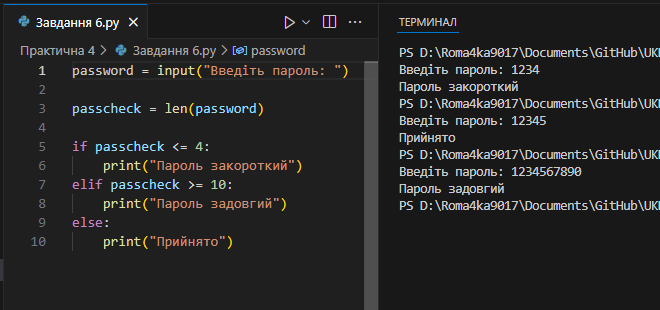 Завдання 6.py
Практична 4 > Завдання 6.py > password
1 password = input("Введіть пароль: ")
2
3 passcheck = len(password)
4
5 if passcheck <= 4:
6 print("Пароль закороткий")
7 elif passcheck >= 10:
8 print("Пароль задовгий")
9 else:
10 print("Прийнято")
ТЕРМІНАЛ
PS D:\Roma4ka9017\Documents\GitHub\UK
Введіть пароль: 1234
Пароль закороткий
PS D:\Roma4ka9017\Documents\GitHub\UK
Введіть пароль: 12345
Прийнято
PS D:\Roma4ka9017\Documents\GitHub\UK
Введіть пароль: 1234567890
Пароль задовгий
PS D:\Roma4ka9017\Documents\GitHub\UK